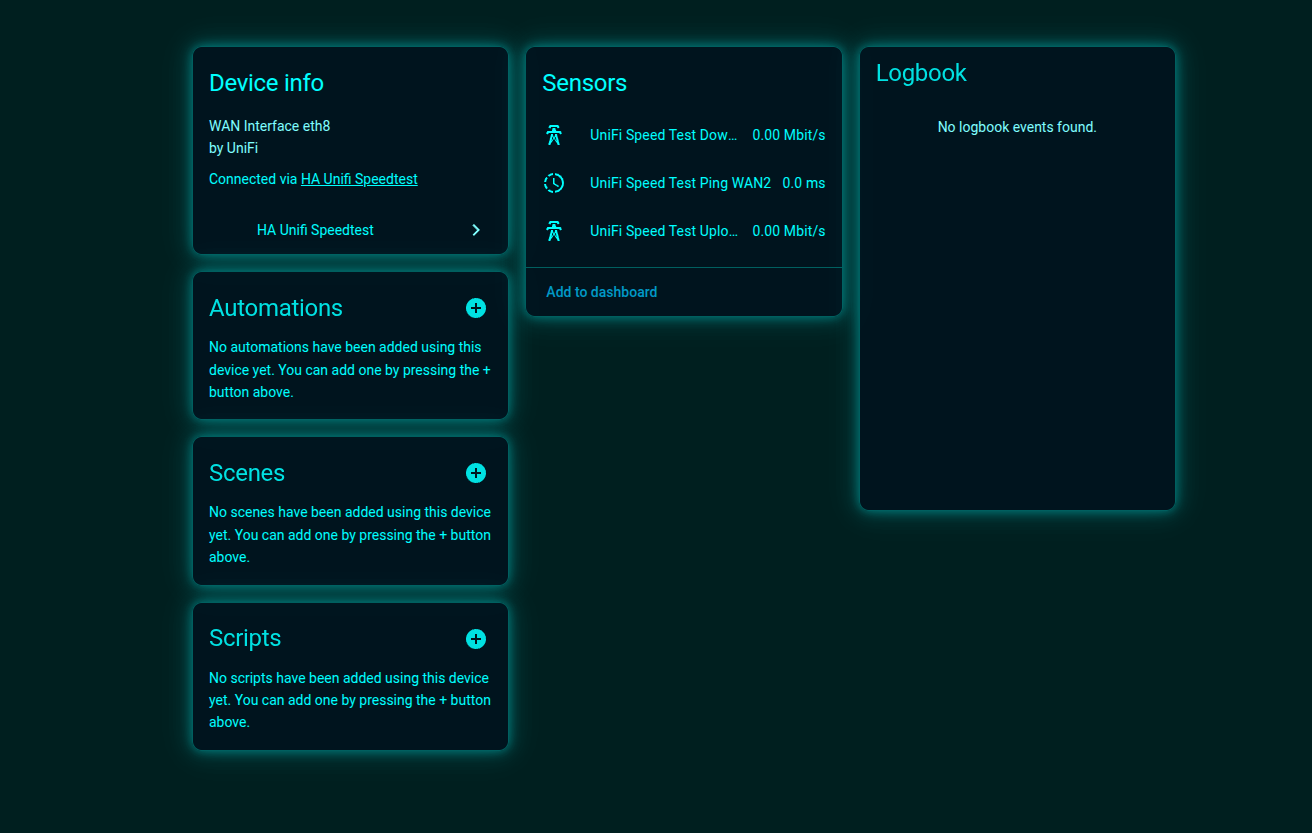 Device info
WAN Interface eth8
by UniFi
Connected via HA Unifi Speedtest
HA Unifi Speedtest
Automations
No automations have been added using this
device yet. You can add one by pressing the +
button above.
Scenes
No scenes have been added using this device
yet. You can add one by pressing the + button
above.
Scripts
No scripts have been added using this device
yet. You can add one by pressing the + button
above.
Sensors
UniFi Speed Test Dow... 0.00 Mbit/s
UniFi Speed Test Ping WAN2 0.0 ms
UniFi Speed Test Uplo... 0.00 Mbit/s
Add to dashboard
Logbook
No logbook events found.